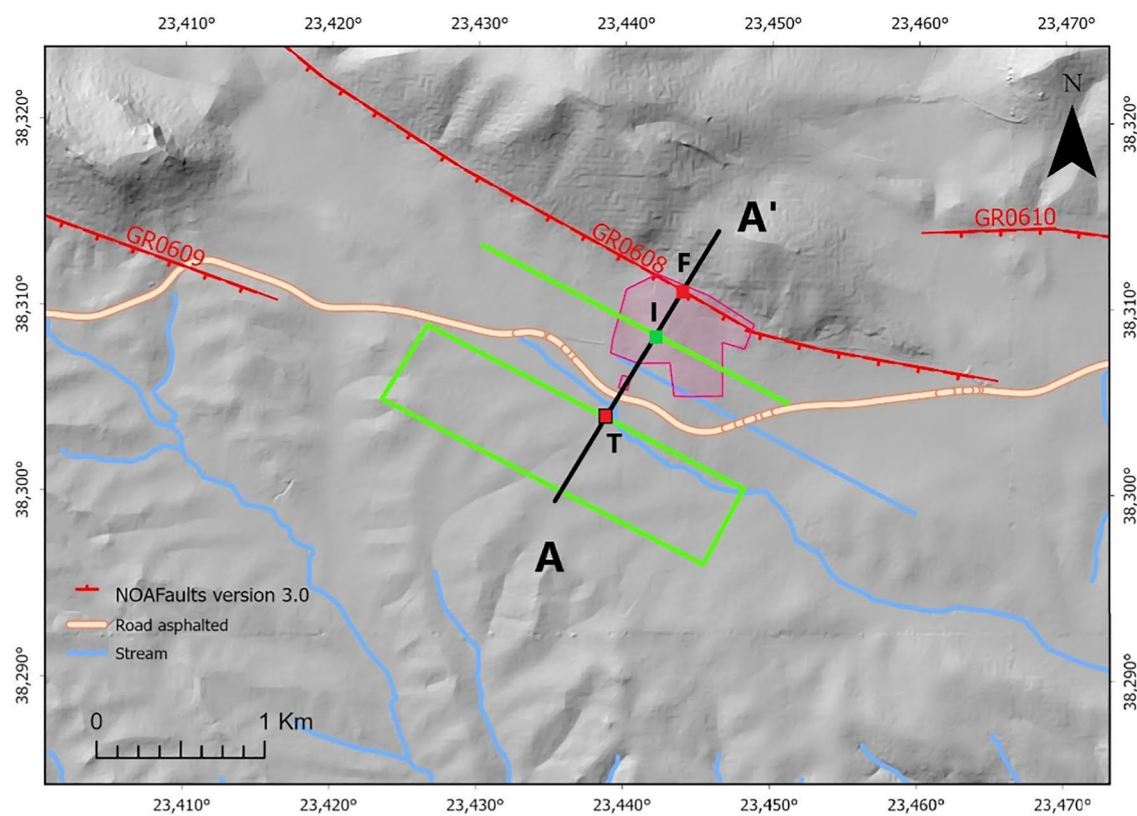 23,410° 23,420° 23,430° 23,440° 23,450° 23,460° 23,470°
38,320° 38,320°
N
A'
GR0610
GR0608
GR0609
F
38,310° 38,310°
I
T
38,300° 38,300°
A
NOAFaults version 3.0
Road asphalted
Stream
38,290° 38,290°
0 1 Km
23,410° 23,420° 23,430° 23,440° 23,450° 23,460° 23,470°